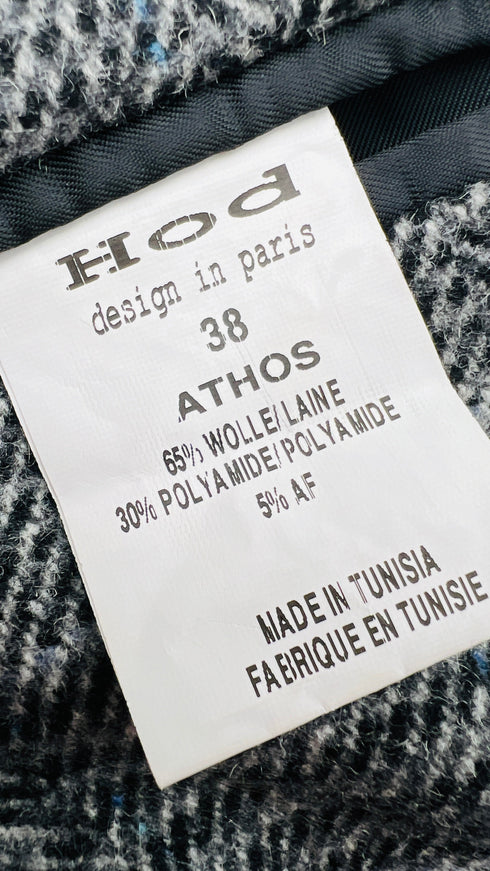 Hod
design in paris
38
ATHOS
65% WOLLE/LAINE
30% POLYAMIDE/POLYAMIDE
5% AF
MADE IN TUNISIA
FABRIQUE EN TUNISIE